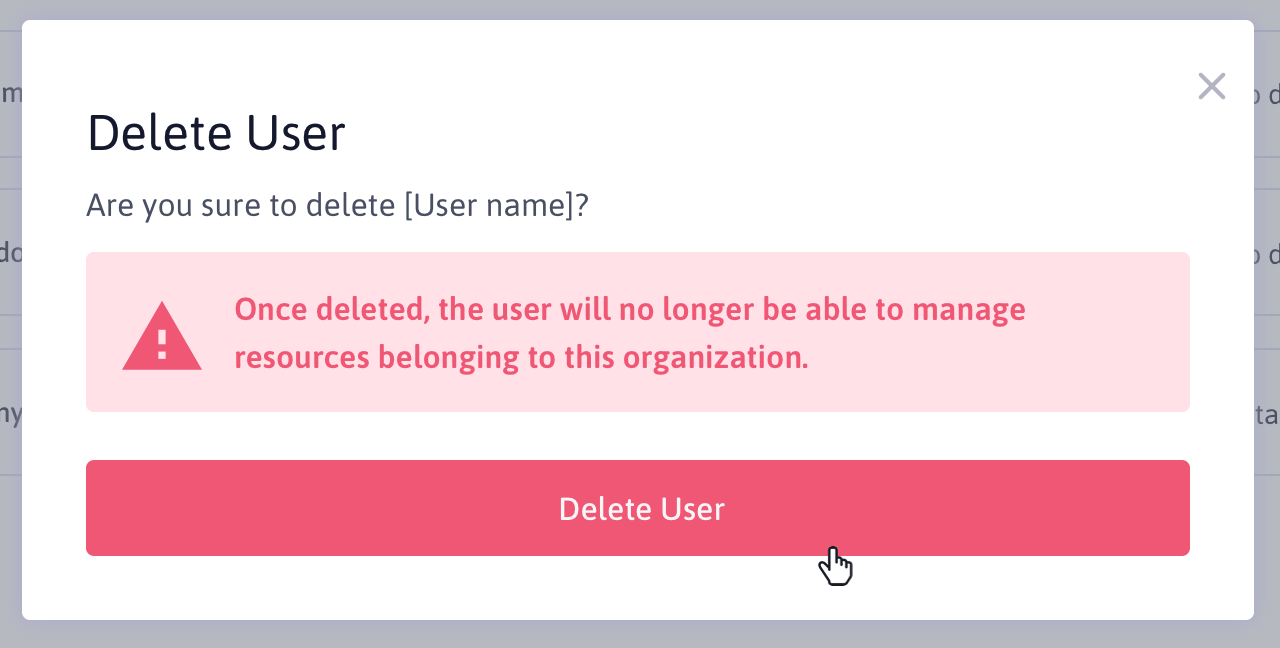 Delete User
Are you sure to delete [User name]?
Once deleted, the user will no longer be able to manage
resources belonging to this organization.
Delete User